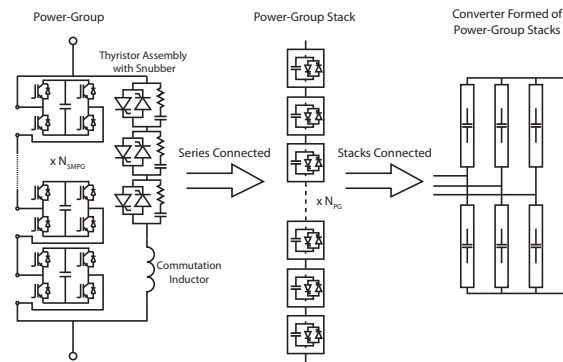 Power-Group
Power-Group Stack
Converter Formed of
Power-Group Stacks
Thyristor Assembly
with Snubber
x N_SMPG
Series Connected
Stacks Connected
x N_PG
Commutation
Inductor